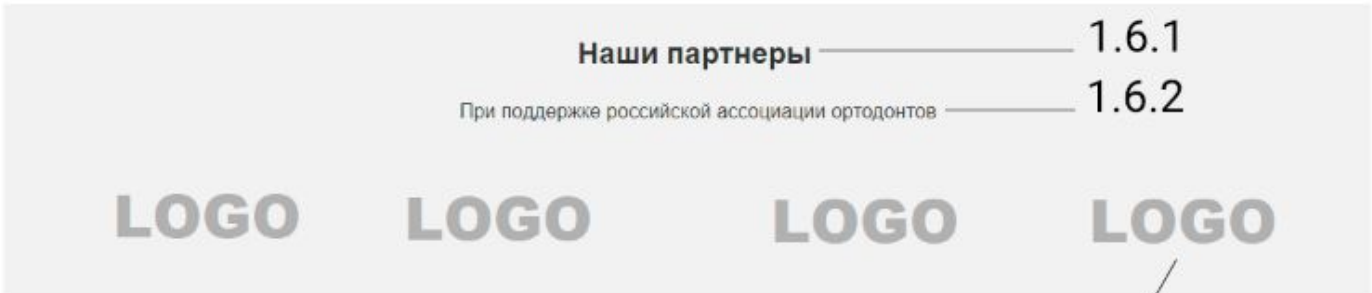 Наши партнеры 1.6.1
При поддержке российской ассоциации ортодонтов 1.6.2
LOGO LOGO LOGO LOGO